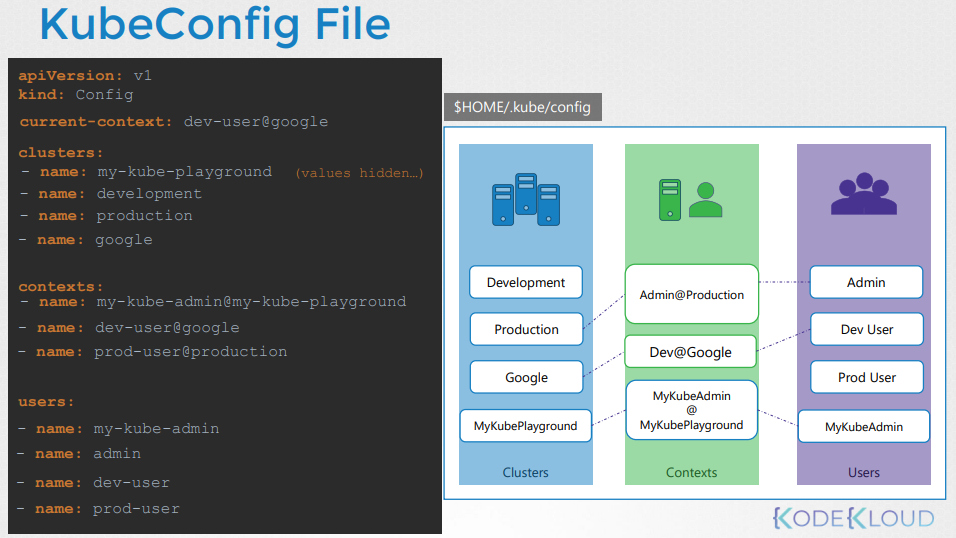 KubeConfig File
apiVersion: v1
kind: Config
current-context: dev-user@google
clusters:
- name: my-kube-playground (values hidden…)
- name: development
- name: production
- name: google
contexts:
- name: my-kube-admin@my-kube-playground
- name: dev-user@google
- name: prod-user@production
users:
- name: my-kube-admin
- name: admin
- name: dev-user
- name: prod-user
$HOME/.kube/config
Development
Production
Google
MyKubePlayground
Clusters
Admin@Production
Dev@Google
MyKubeAdmin
@
MyKubePlayground
Contexts
Admin
Dev User
Prod User
MyKubeAdmin
Users
KODEKLOUD